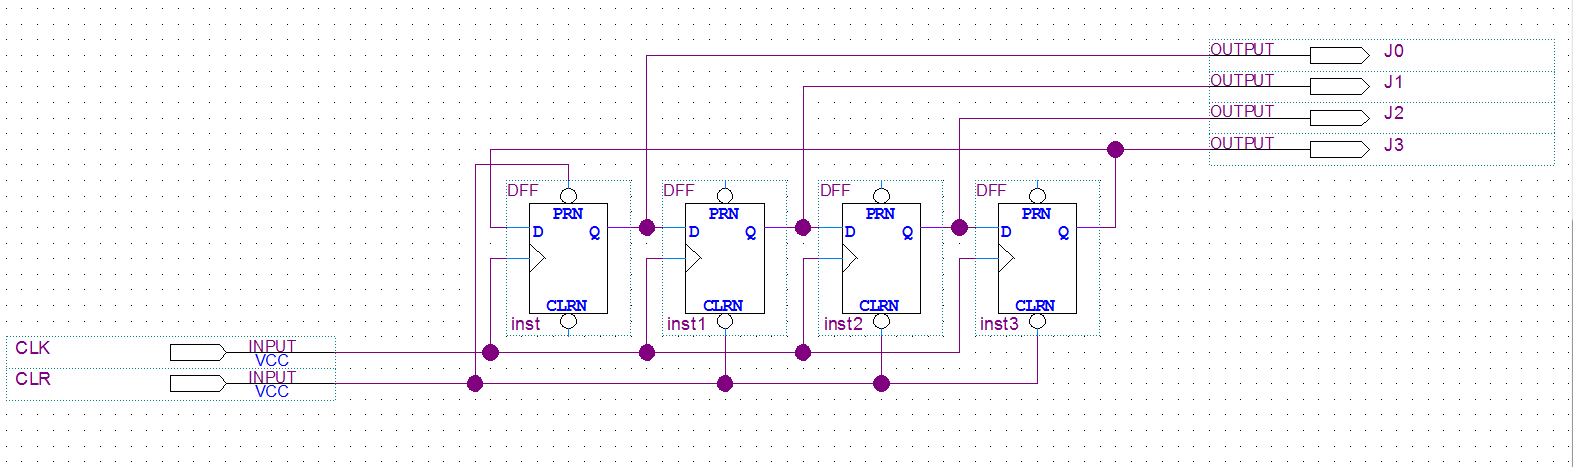 OUTPUT J0
OUTPUT J1
OUTPUT J2
OUTPUT J3
DFF DFF DFF DFF
PRN PRN PRN PRN
D Q D Q D Q D Q
CLRN CLRN CLRN CLRN
inst inst1 inst2 inst3
CLK INPUT
VCC
CLR INPUT
VCC